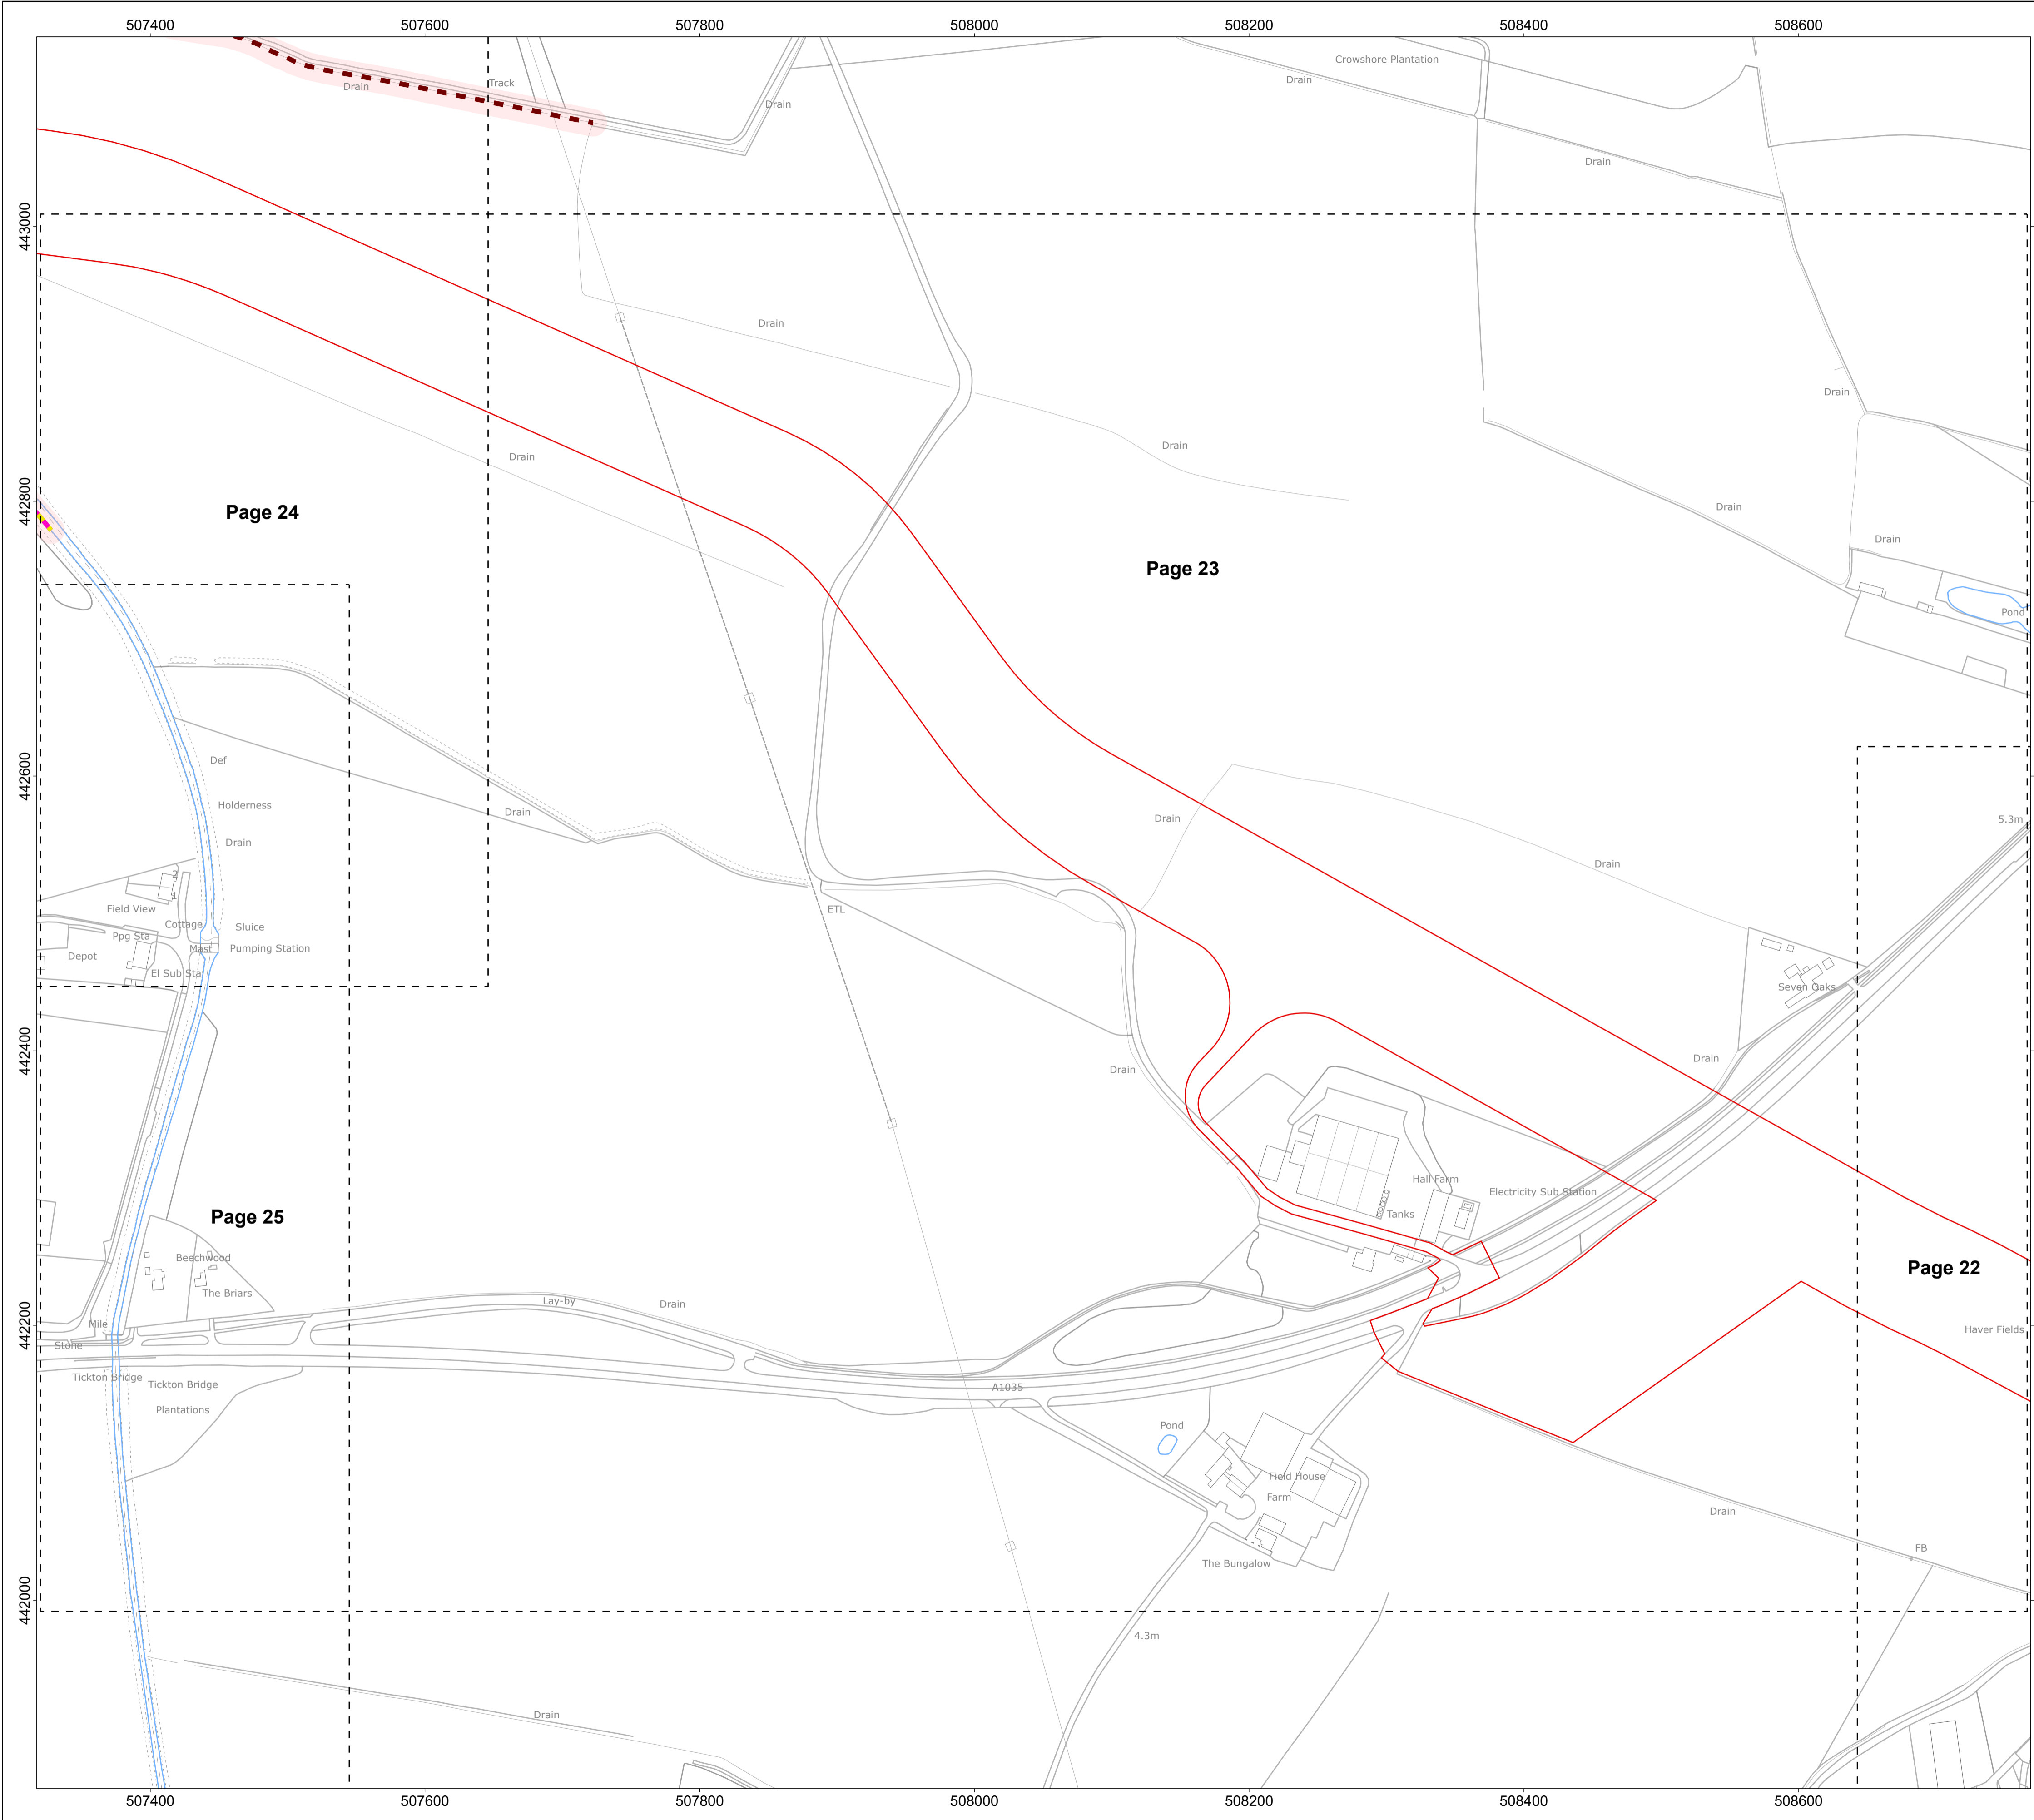 507400
507600
507800
508000
508200
508400
508600
Crowshore Plantation
Drain
Track
Drain
Drain
Drain
Drain
443000
Drain
Drain
Drain
Drain
442800
Page 24
Drain
Page 23
Drain
Pond
Def
442600
Holderness
Drain
Drain
Drain
5.3m
Drain
2
1
Field View
ETL
Cottage
Sluice
Ppg Sta
Mast
Pumping Station
Depot
El Sub Sta
Seven Oaks
442400
Drain
Drain
Hall Farm
Electricity Sub Station
Tanks
Page 25
Beechwood
Page 22
The Briars
Lay-by
Drain
442200
Mile
Stone
Haver Fields
Tickton Bridge
Tickton Bridge
A1035
Plantations
Pond
Field House
Farm
Drain
FB
The Bungalow
442000
4.3m
Drain
507400
507600
507800
508000
508200
508400
508600